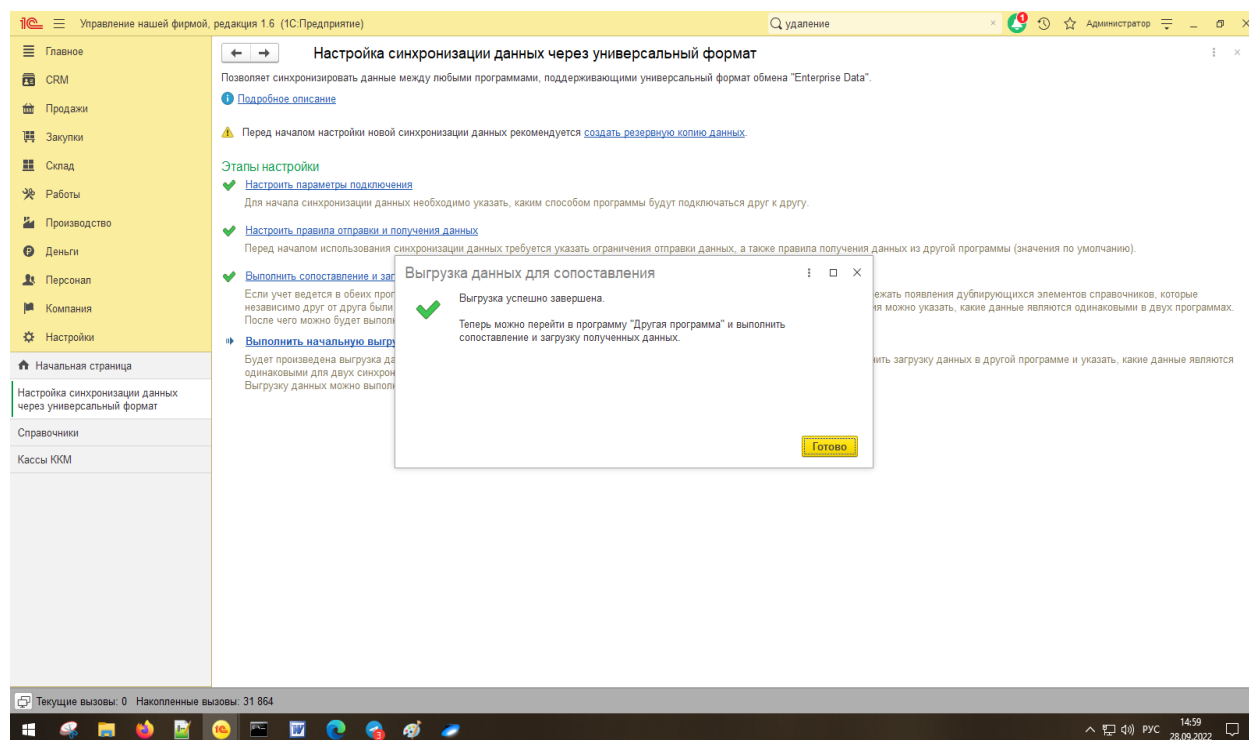 Управление нашей фирмой, редакция 1.6 (1С:Предприятие)
удаление
Администратор
Главное
CRM
Продажи
Закупки
Склад
Работы
Производство
Деньги
Персонал
Компания
Настройки
Начальная страница
Настройка синхронизации данных
через универсальный формат
Справочники
Кассы ККМ
Настройка синхронизации данных через универсальный формат
Позволяет синхронизировать данные между любыми программами, поддерживающими универсальный формат обмена "Enterprise Data".
Подробное описание
Перед началом настройки новой синхронизации данных рекомендуется создать резервную копию данных.
Этапы настройки
Настроить параметры подключения
Для начала синхронизации данных необходимо указать, каким способом программы будут подключаться друг к другу.
Настроить правила отправки и получения данных
Перед началом использования синхронизации данных требуется указать ограничения отправки данных, а также правила получения данных из другой программы (значения по умолчанию).
Выполнить сопоставление и заг
Если учет ведется в обеих прог ежать появления дублирующихся элементов справочников, которые
независимо друг от друга были ия можно указать, какие данные являются одинаковыми в двух программах.
После чего можно будет выполн
Выполнить начальную выгру
Будет произведена выгрузка да ить загрузку данных в другой программе и указать, какие данные являются
одинаковыми для двух синхрон
Выгрузку данных можно выполн
Выгрузка данных для сопоставления
Выгрузка успешно завершена.
Теперь можно перейти в программу "Другая программа" и выполнить
сопоставление и загрузку полученных данных.
Готово
Текущие вызовы: 0 Накопленные вызовы: 31 864
РУС
14:59
28.09.2022